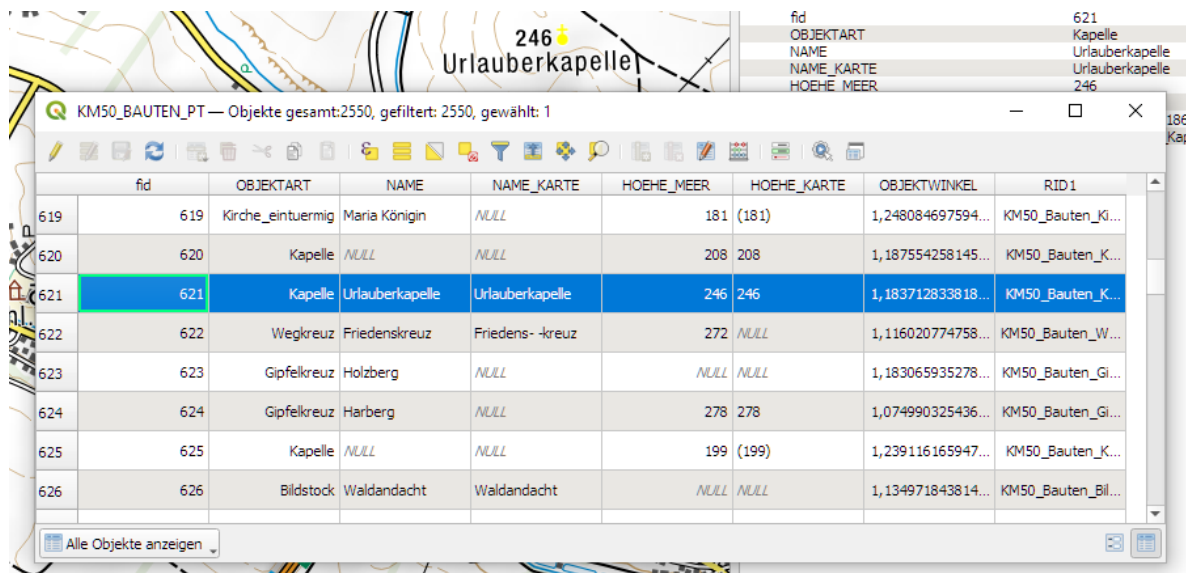 246
Urlauberkapelle
fid 621
OBJEKTART Kapelle
NAME Urlauberkapelle
NAME_KARTE Urlauberkapelle
HOEHE_MEER 246
KM50_BAUTEN_PT — Objekte gesamt:2550, gefiltert: 2550, gewählt: 1
fid OBJEKTART NAME NAME_KARTE HOEHE_MEER HOEHE_KARTE OBJEKTWINKEL RID1
619 619 Kirche_eintuermig Maria Königin NULL 181 (181) 1,248084697594... KM50_Bauten_Ki...
620 620 Kapelle NULL NULL 208 208 1,187554258145... KM50_Bauten_K...
621 621 Kapelle Urlauberkapelle Urlauberkapelle 246 246 1,183712833818... KM50_Bauten_K...
622 622 Wegkreuz Friedenskreuz Friedens- -kreuz 272 NULL 1,116020774758... KM50_Bauten_W...
623 623 Gipfelkreuz Holzberg NULL NULL NULL 1,183065935278... KM50_Bauten_Gi...
624 624 Gipfelkreuz Harberg NULL 278 278 1,074990325436... KM50_Bauten_Gi...
625 625 Kapelle NULL NULL 199 (199) 1,239116165947... KM50_Bauten_K...
626 626 Bildstock Waldandacht Waldandacht NULL NULL 1,134971843814... KM50_Bauten_Bil...
Alle Objekte anzeigen